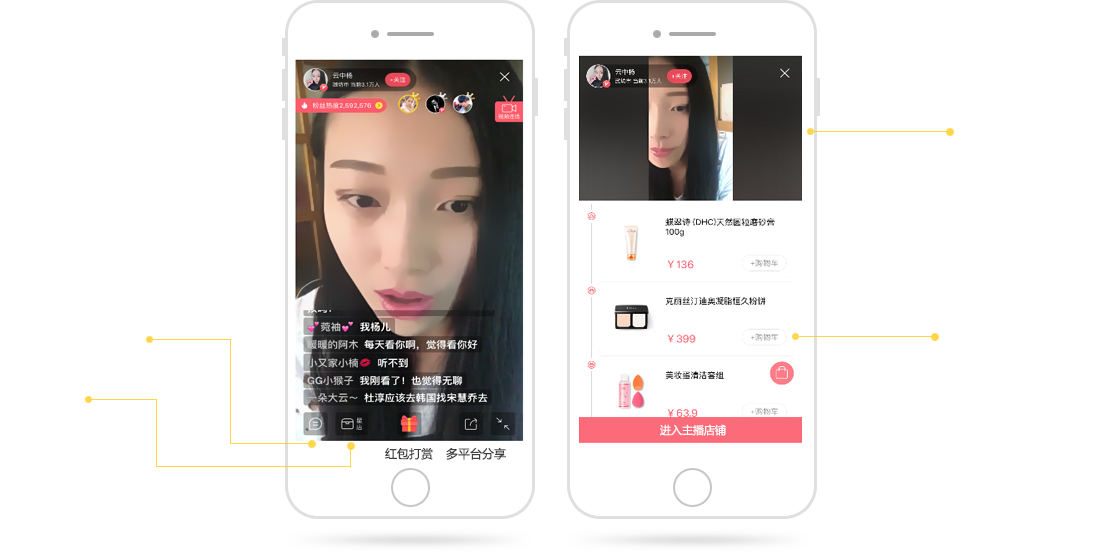 云中杨
+关注
粉丝热度2,592,576
视频连线
💕菀袖💕 我杨儿
暖暖的阿木 每天看你啊，觉得看你好
小又家小楠💋 听不到
GG小猴子 我刚看了！也觉得无聊
一朵大云～ 杜淳应该去韩国找宋慧乔去
星店
红包打赏 多平台分享
云中杨
+关注
蝶翠诗 (DHC)天然圆粒磨砂膏
100g
¥136
+购物车
克丽丝汀迪奥凝脂恒久粉饼
¥399
+购物车
美妆蛋清洁套组
¥63.9
+购物车
进入主播店铺